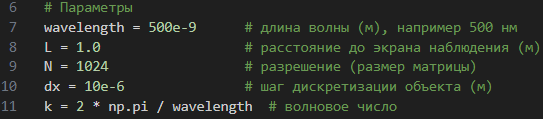 6 # Параметры
7 wavelength = 500e-9 # длина волны (м), например 500 нм
8 L = 1.0 # расстояние до экрана наблюдения (м)
9 N = 1024 # разрешение (размер матрицы)
10 dx = 10e-6 # шаг дискретизации объекта (м)
11 k = 2 * np.pi / wavelength # волновое число